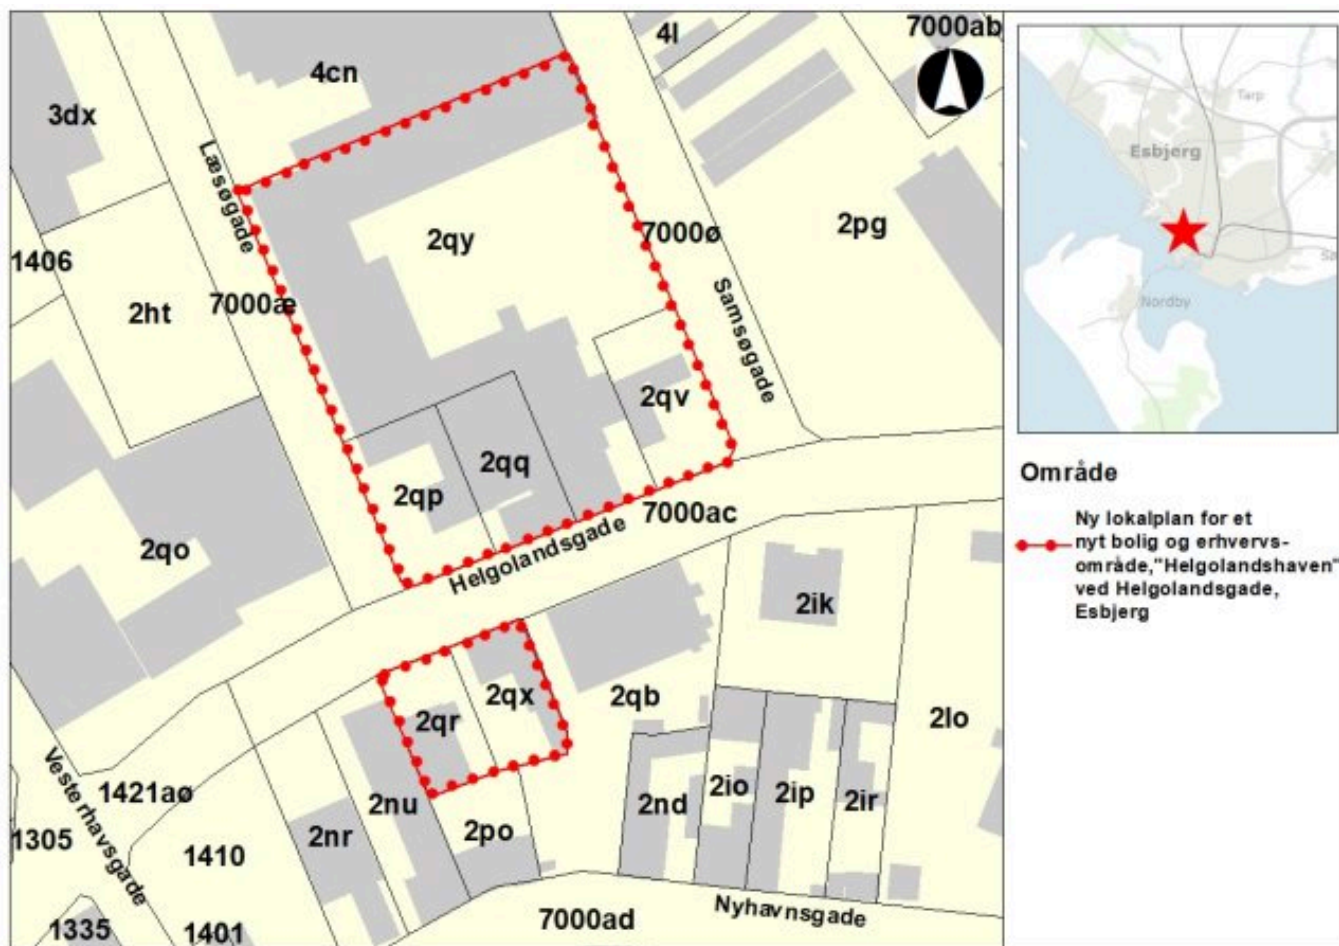 4l
7000ab
4cn
3dx
Læsøgade
2qy
7000ø
2pg
1406
7000æ
2ht
Samsøgade
2qv
2qq
2qp
7000ac
2qo
Helgolandsgade
2ik
2qx
2qb
2qr
2lo
Vesterhavsgade
1421aø
2io
2ip
2ir
2nu
2nd
1305
2nr
2po
1410
Nyhavnsgade
7000ad
1335
1401
Tarp
Esbjerg
Nordby
Område
Ny lokalplan for et
nyt bolig og erhvervs-
område,"Helgolandshaven"
ved Helgolandsgade,
Esbjerg